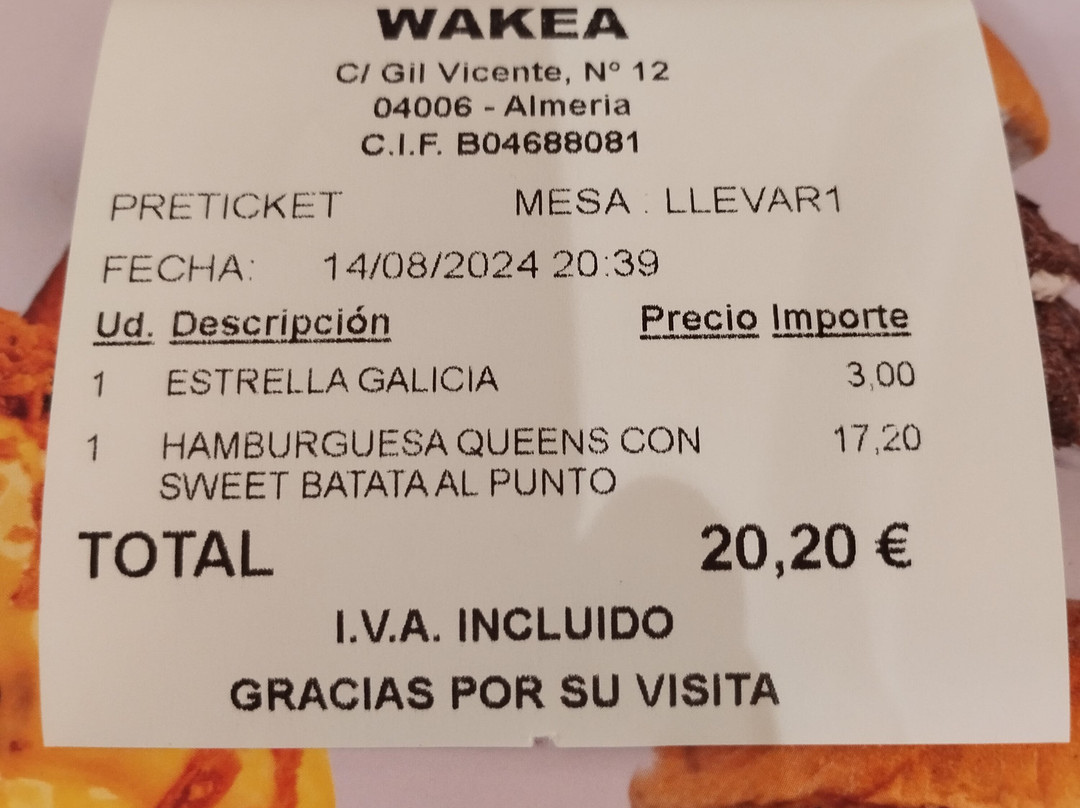 WAKEA
C/ Gil Vicente, Nº 12
04006 - Almeria
C.I.F. B04688081
PRETICKET MESA : LLEVAR1
FECHA: 14/08/2024 20:39
Ud. Descripción Precio Importe
1 ESTRELLA GALICIA 3,00
1 HAMBURGUESA QUEENS CON 17,20
SWEET BATATA AL PUNTO
TOTAL 20,20 €
I.V.A. INCLUIDO
GRACIAS POR SU VISITA